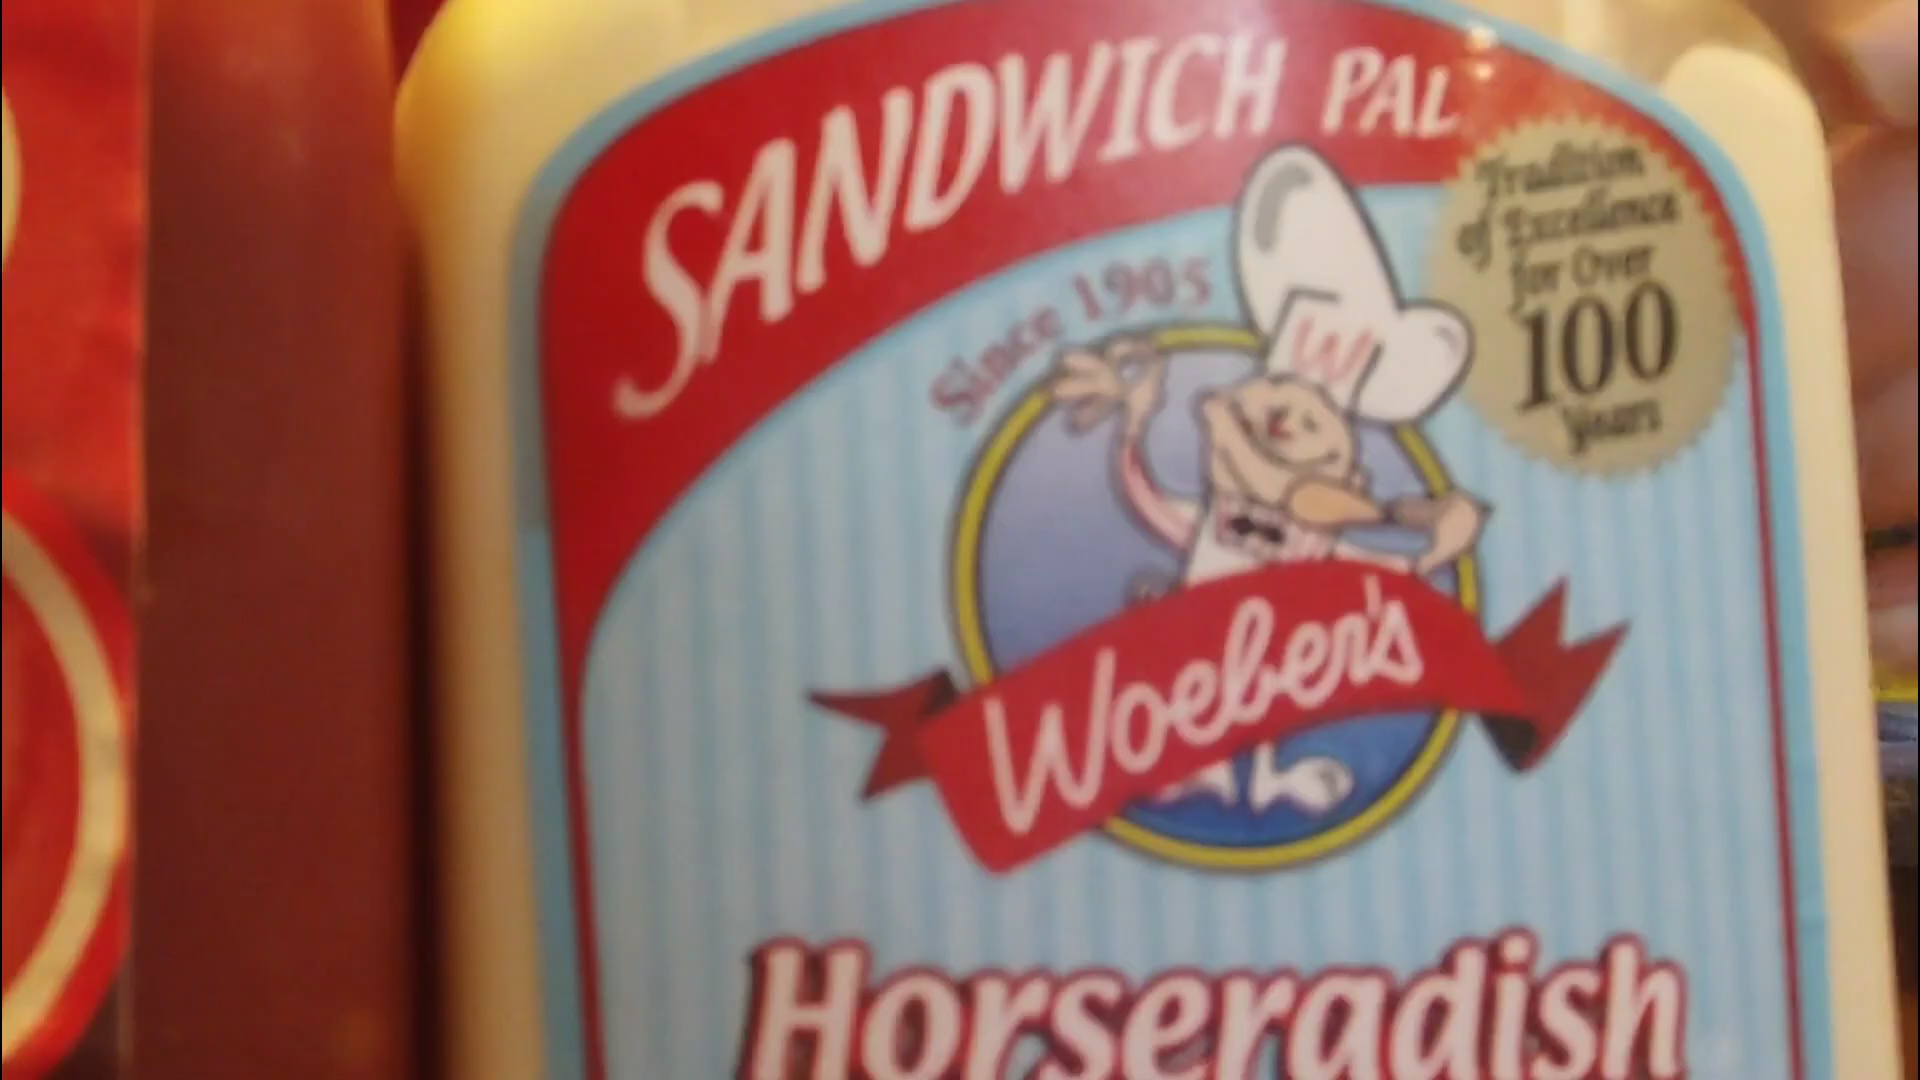 SANDWICH PAL
Tradition
of Excellence
for Over
100
Years
Since 1905
W
Woeber's
Horseradish